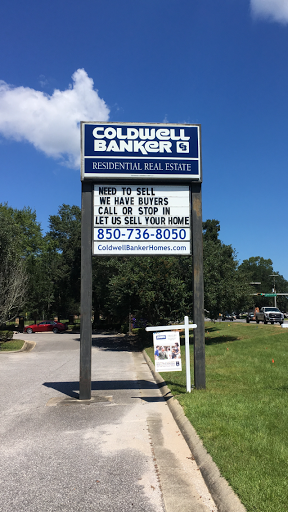 COLDWELL
BANKER
RESIDENTIAL REAL ESTATE
NEED TO SELL
WE HAVE BUYERS
CALL OR STOP IN
LET US SELL YOUR HOME
850-736-8050
ColdwellBankerHomes.com